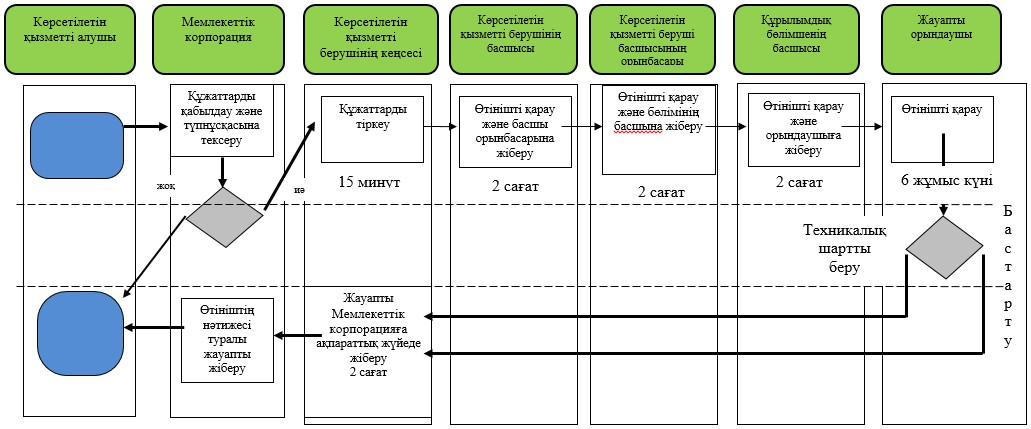 Көрсетілетін
қызметті алушы
Мемлекеттік
корпорация
Көрсетілетін
қызметті
берушінің кеңсесі
Көрсетілетін
қызметті берушінің
басшысы
Көрсетілетін
қызметті беруші
басшысының
орынбасары
Құрылымдық
бөлімшенің
басшысы
Жауапты
орындаушы
Құжаттарды
қабылдау және
түпнұсқасына
тексеру
Құжаттарды
тіркеу
Өтінішті қарау
және басшы
орынбасарына
жіберу
Өтінішті қарау
және бөлімінің
басшына жіберу
Өтінішті қарау
және
орындаушыға
жіберу
Өтінішті қарау
жоқ
иә
15 минут
2 сағат
2 сағат
2 сағат
6 жұмыс күні
Техникалық
шартты
беру
Бастарту
Өтініштің
нәтижесі
туралы
жауапты
жіберу
Жауапты
Мемлекеттік
корпорацияға
ақпараттық жүйеде
жіберу
2 сағат